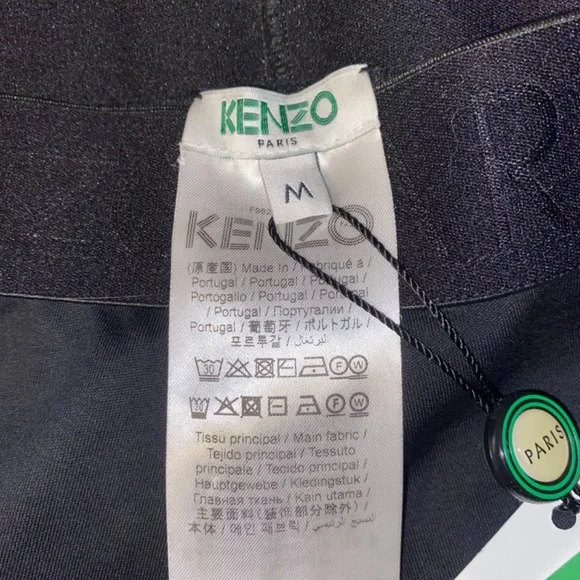 KENZO
PARIS
M
KENZO
(原産国) Made In / Fabriqué à /
Portugal / Portugal / Portugal /
Portogallo / Portugal / Portugal
/ Portugal / Португалии /
Portugal / 葡萄牙 / ポルトガル /
포르투갈 / البرتغال /
30
P F W
P F W
Tissu principal / Main fabric /
Tejido principal / Tessuto
principale / Tecido principal /
Hauptgewebe / Kledingstuk /
Главная ткань / Kain utama /
主要面料(装饰部分除外) /
本体 / 메인 패브릭 / النسيج الرئيسي /
PARIS